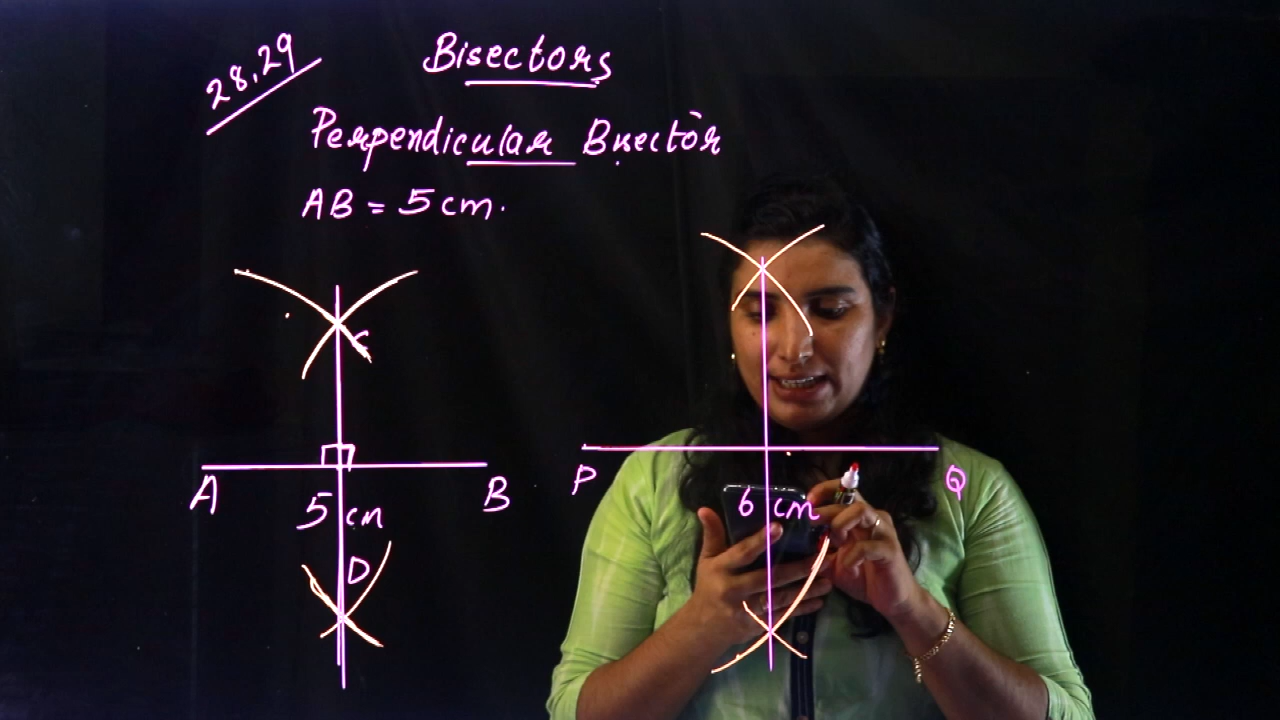 28,29
Bisectors
Perpendicular Bisector
AB = 5 cm.
C
A
B
5 cm
D
P
Q
6 cm